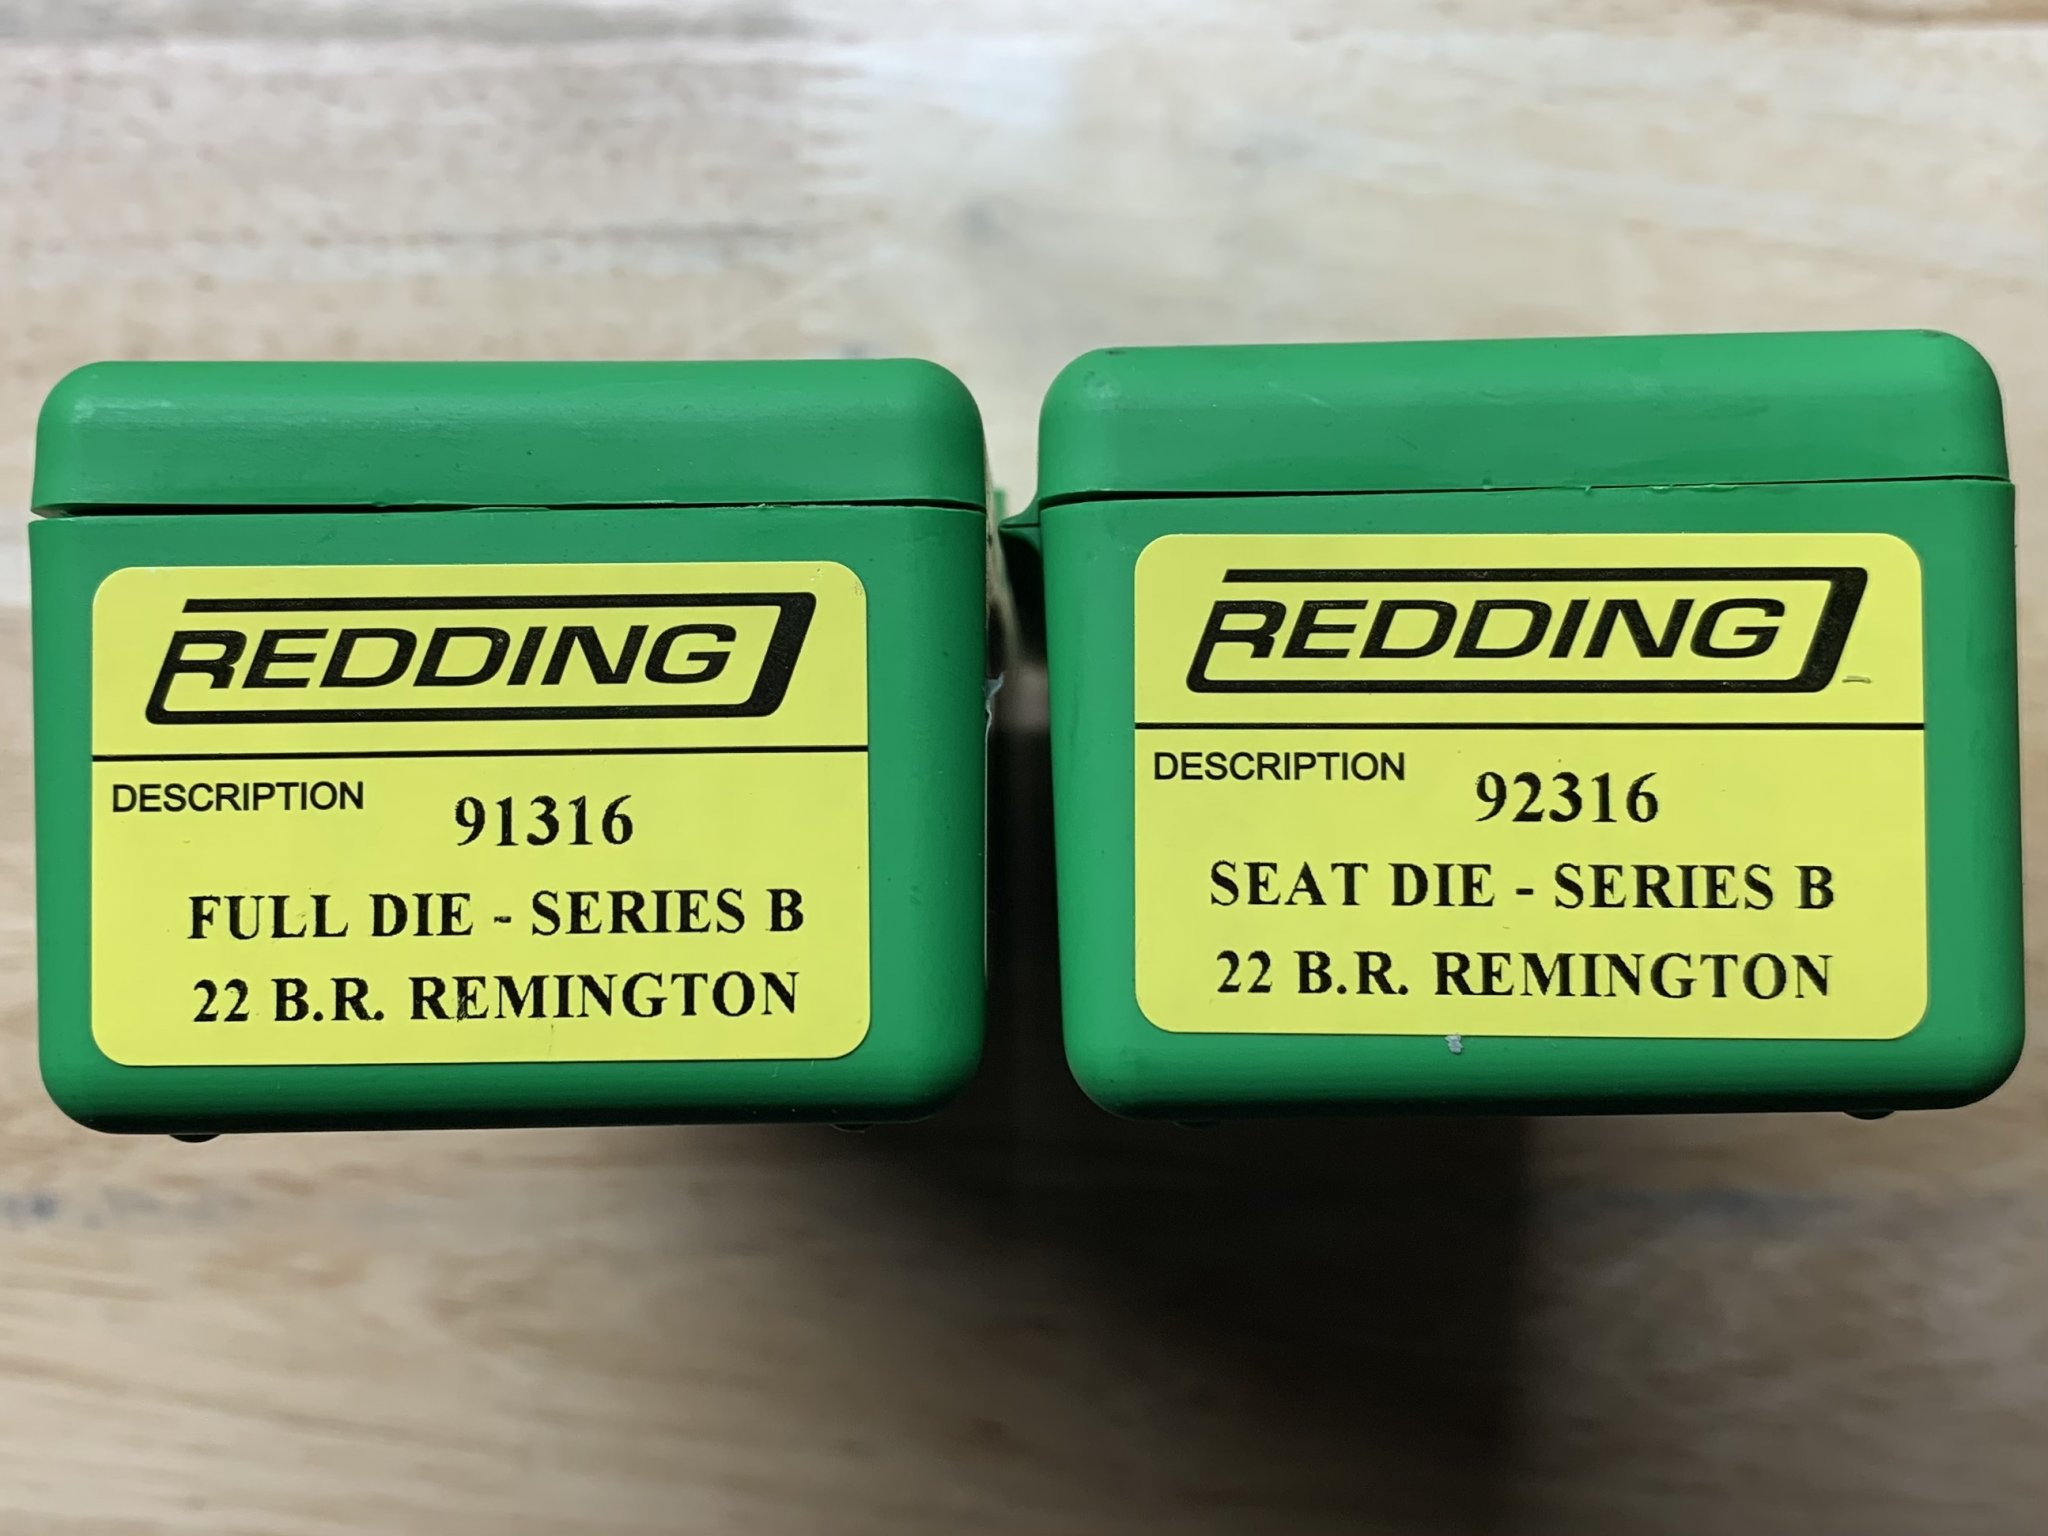 REDDING
DESCRIPTION
91316
FULL DIE - SERIES B
22 B.R. REMINGTON
REDDING
DESCRIPTION
92316
SEAT DIE - SERIES B
22 B.R. REMINGTON